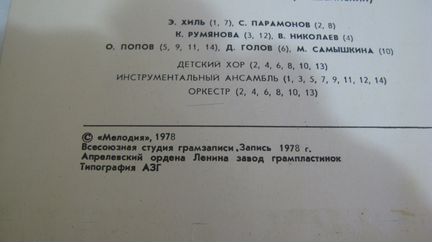 Э. ХИЛЬ (1, 7), С. ПАРАМОНОВ (2, 8)
К. РУМЯНОВА (3, 12), В. НИКОЛАЕВ (4)
О. ПОПОВ (5, 9, 11, 14), Д. ГОЛОВ (6), М. САМЫШКИНА (10)
ДЕТСКИЙ ХОР (2, 4, 6, 8, 10, 13)
ИНСТРУМЕНТАЛЬНЫЙ АНСАМБЛЬ (1, 3, 5, 7, 9, 11, 12, 14)
ОРКЕСТР (2, 4, 6, 8, 10, 13)
© «Мелодия», 1978
Всесоюзная студия грамзаписи. Запись 1978 г.
Апрелевский ордена Ленина завод грампластинок
Типография АЗГ